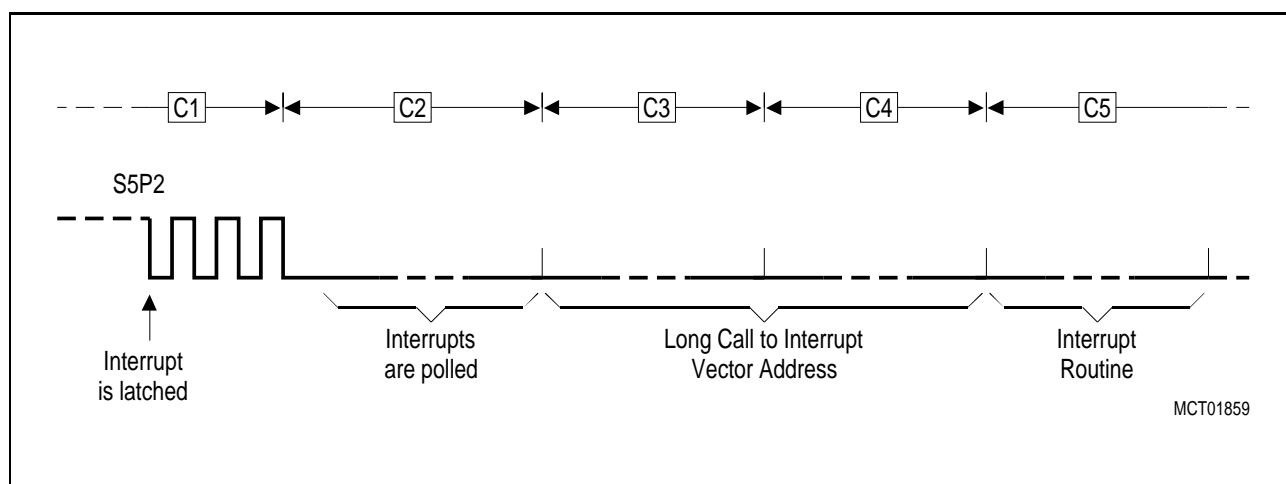 C1 C2 C3 C4 C5
S5P2
Interrupt
is latched
Interrupts
are polled
Long Call to Interrupt
Vector Address
Interrupt
Routine
MCT01859